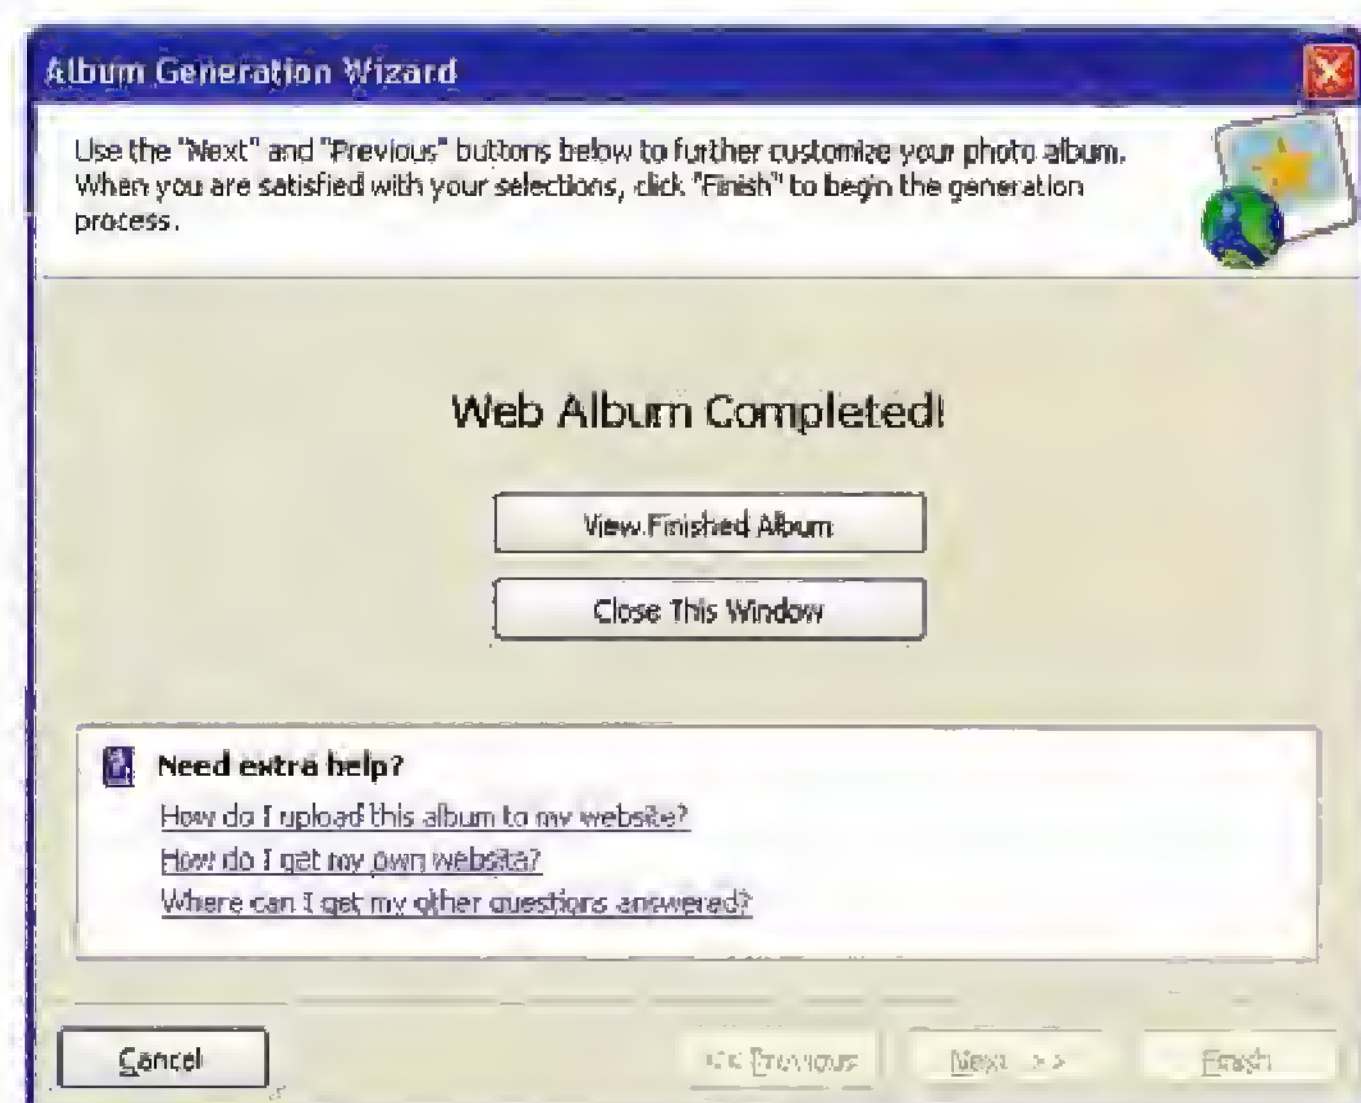 Album Generation Wizard
Use the "Next" and "Previous" buttons below to further customize your photo album.
When you are satisfied with your selections, click "Finish" to begin the generation
process.
Web Album Completed!
View Finished Album
Close This Window
Need extra help?
How do I upload this album to my website?
How do I get my own website?
Where can I get my other questions answered?
Cancel
<< Previous
Next >>
Finish